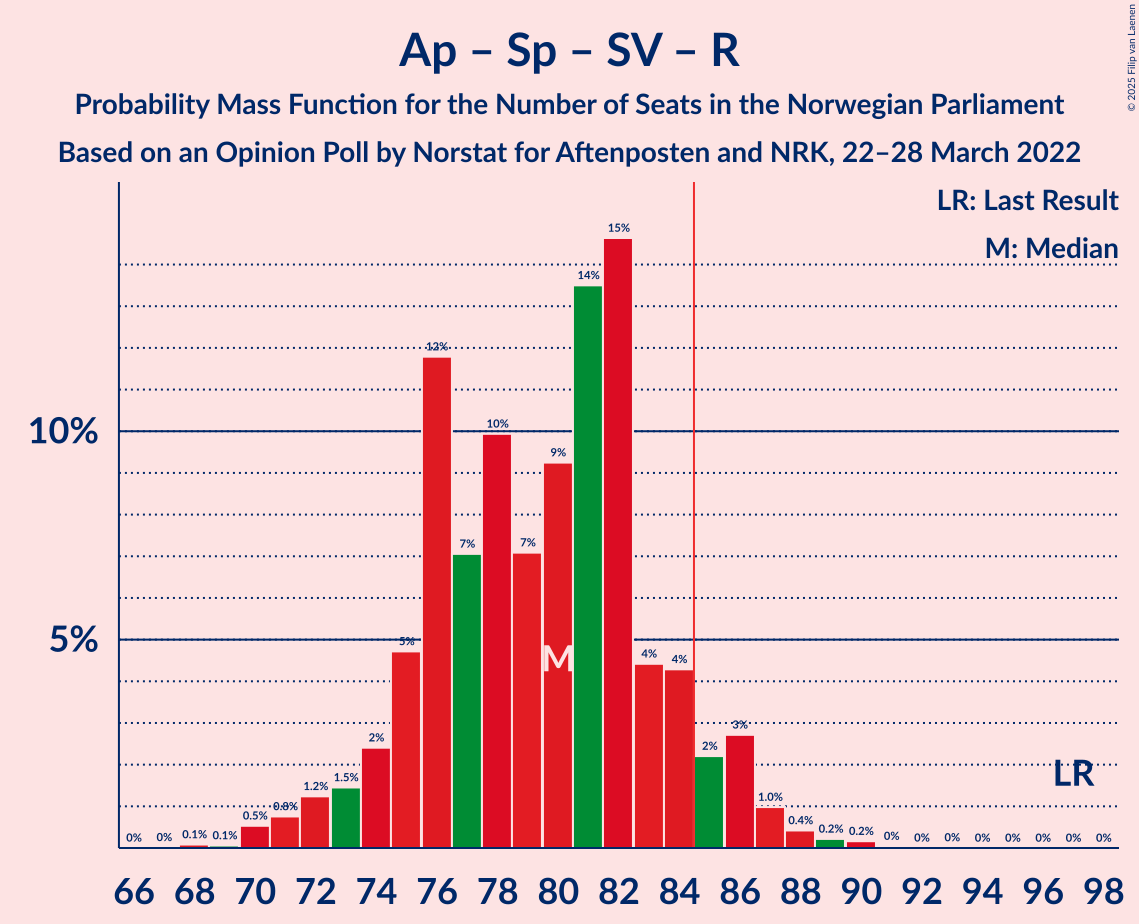 Ap – Sp – SV – R
Probability Mass Function for the Number of Seats in the Norwegian Parliament
Based on an Opinion Poll by Norstat for Aftenposten and NRK, 22–28 March 2022
© 2025 Filip van Laenen
LR: Last Result
M: Median
10%
5%
0% 0% 0.1% 0.1% 0.5% 0.8% 1.2% 1.5% 2% 5% 12% 7% 10% 7% 9% 14% 15% 4% 4% 2% 3% 1.0% 0.4% 0.2% 0.2% 0% 0% 0% 0% 0% 0% 0% 0%
M
LR
66 68 70 72 74 76 78 80 82 84 86 88 90 92 94 96 98